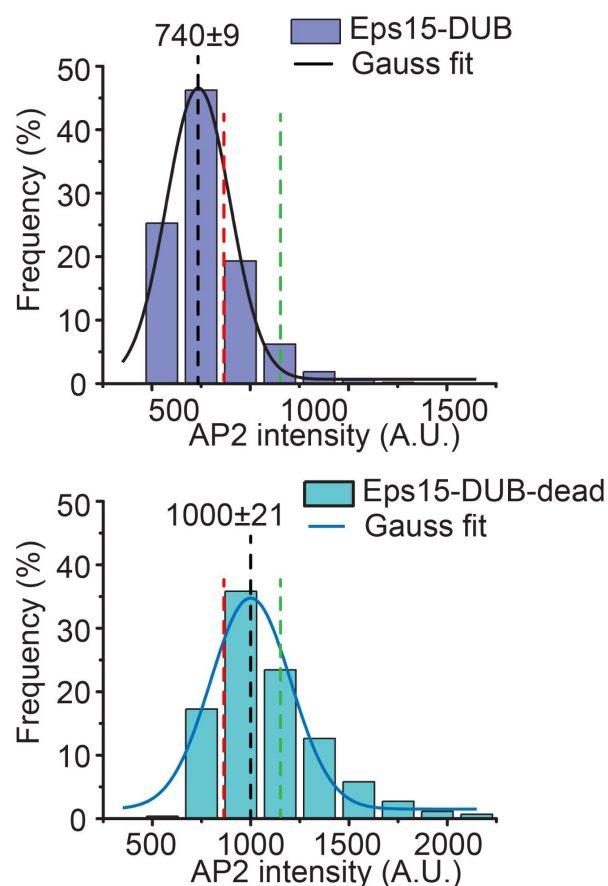 740±9
Eps15-DUB
Gauss fit
50
40
30
20
10
0
Frequency (%)
500 1000 1500
AP2 intensity (A.U.)
Eps15-DUB-dead
1000±21
Gauss fit
50
40
30
20
10
0
Frequency (%)
500 1000 1500 2000
AP2 intensity (A.U.)